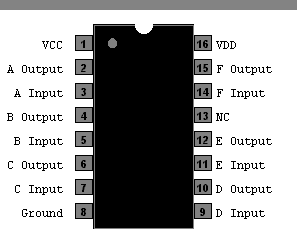 VCC 1 16 VDD
A Output 2 15 F Output
A Input 3 14 F Input
B Output 4 13 NC
B Input 5 12 E Output
C Output 6 11 E Input
C Input 7 10 D Output
Ground 8 9 D Input